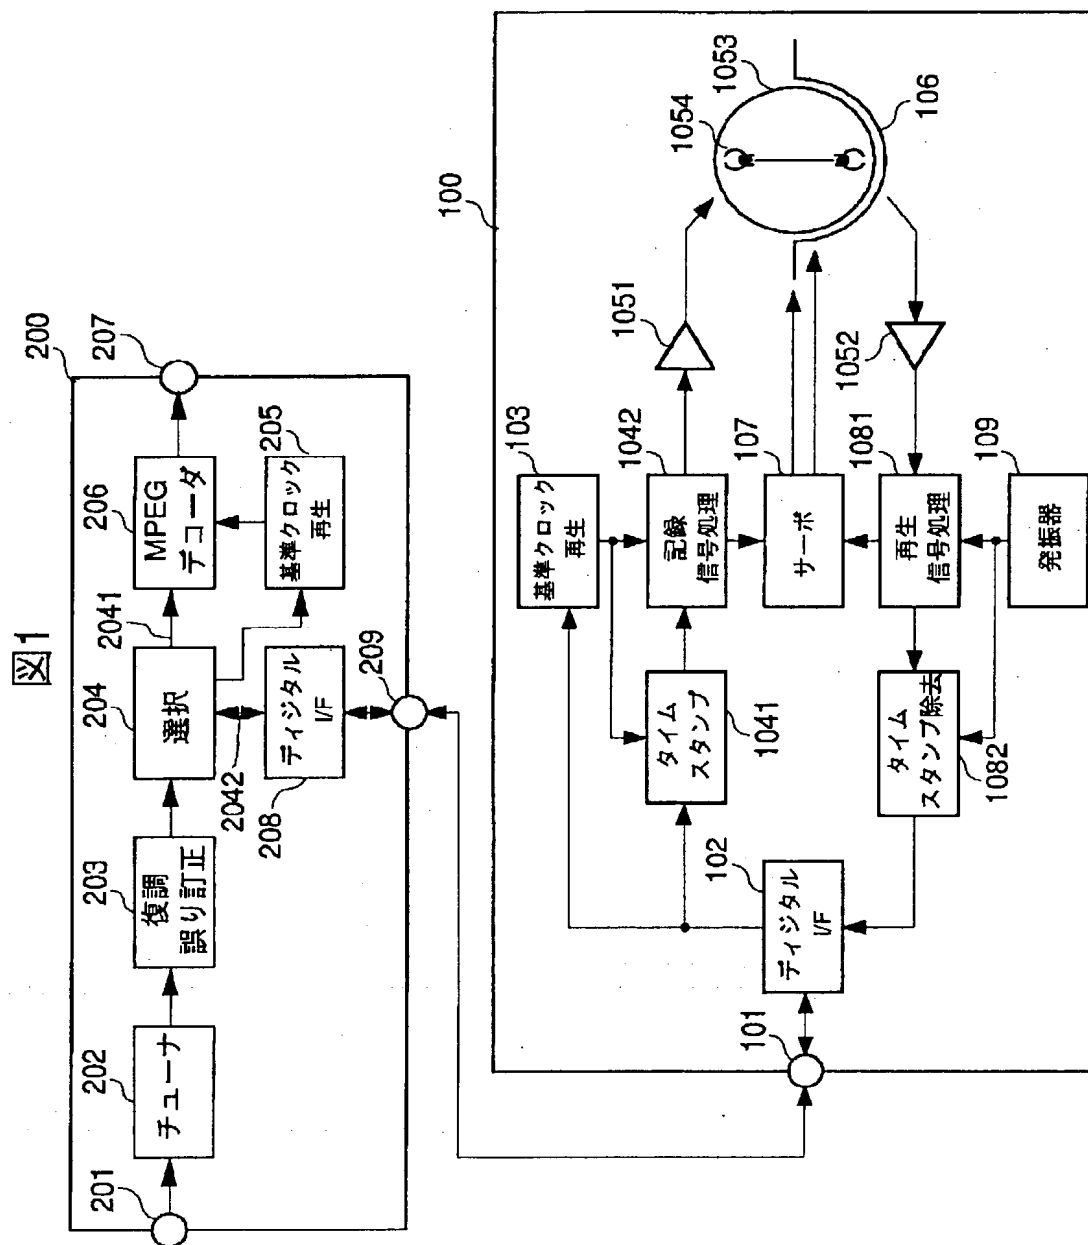 図1
200
201
202
チューナ
203
復調
誤り訂正
204
選択
2041
2042
206
MPEG
デコーダ
207
205
基準クロック
再生
208
ディジタル
I/F
209
100
101
102
ディジタル
I/F
103
基準クロック
再生
タイム
スタンプ
1041
1042
記録
信号処理
1051
1053
1054
106
107
サーボ
1052
1081
再生
信号処理
タイム
スタンプ除去
1082
109
発振器